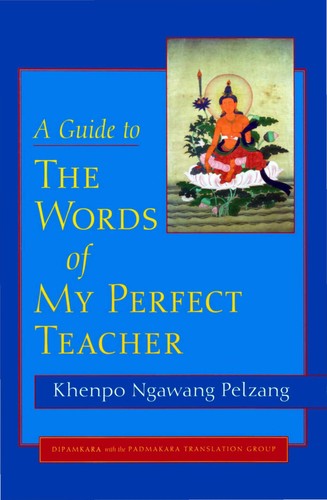 A Guide to
THE
WORDS
of
MY PERFECT
TEACHER
Khenpo Ngawang Pelzang
DIPAMKARA with the PADMAKARA TRANSLATION GROUP